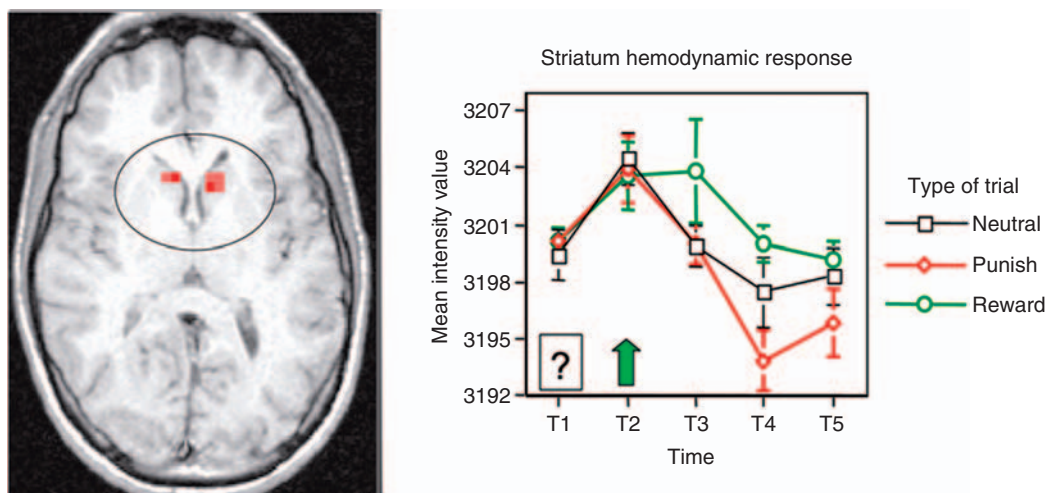 Striatum hemodynamic response
Mean intensity value
3207
3204
3201
3198
3195
3192
?
T1 T2 T3 T4 T5
Time
Type of trial
Neutral
Punish
Reward